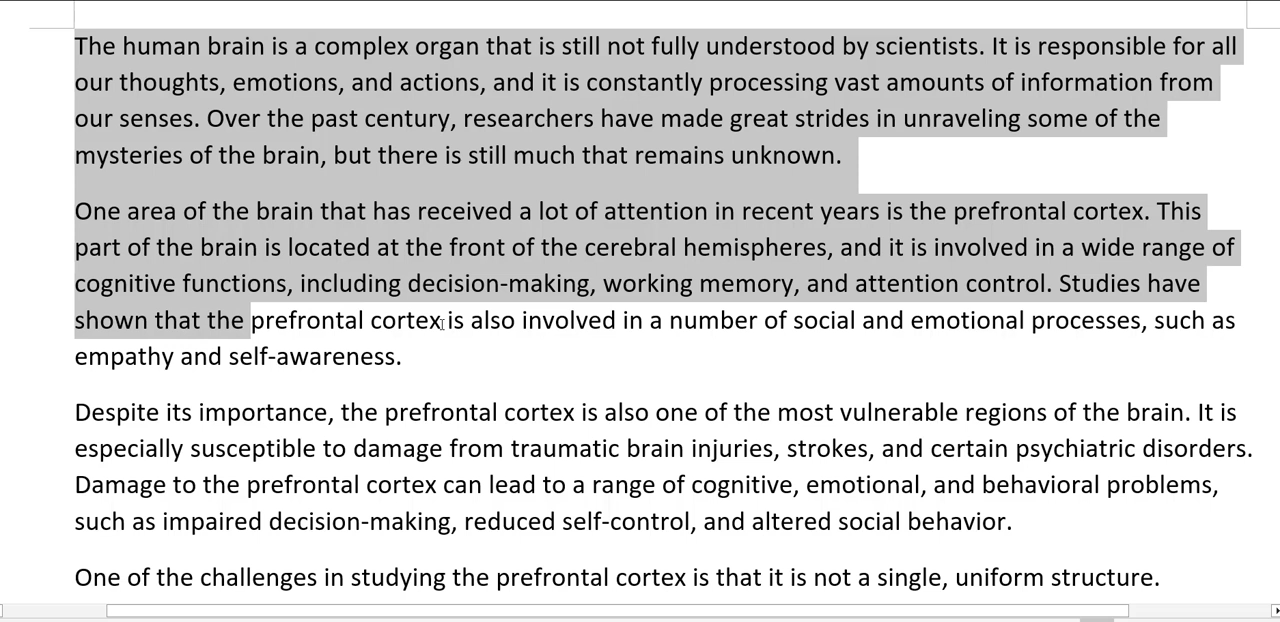 The human brain is a complex organ that is still not fully understood by scientists. It is responsible for all
our thoughts, emotions, and actions, and it is constantly processing vast amounts of information from
our senses. Over the past century, researchers have made great strides in unraveling some of the
mysteries of the brain, but there is still much that remains unknown.
One area of the brain that has received a lot of attention in recent years is the prefrontal cortex. This
part of the brain is located at the front of the cerebral hemispheres, and it is involved in a wide range of
cognitive functions, including decision-making, working memory, and attention control. Studies have
shown that the prefrontal cortex is also involved in a number of social and emotional processes, such as
empathy and self-awareness.
Despite its importance, the prefrontal cortex is also one of the most vulnerable regions of the brain. It is
especially susceptible to damage from traumatic brain injuries, strokes, and certain psychiatric disorders.
Damage to the prefrontal cortex can lead to a range of cognitive, emotional, and behavioral problems,
such as impaired decision-making, reduced self-control, and altered social behavior.
One of the challenges in studying the prefrontal cortex is that it is not a single, uniform structure.